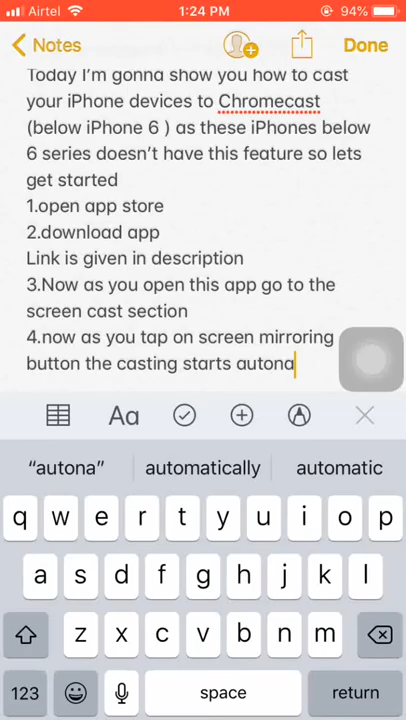 Airtel 1:24 PM 94%
Notes Done
Today I'm gonna show you how to cast
your iPhone devices to Chromecast
(below iPhone 6 ) as these iPhones below
6 series doesn't have this feature so lets
get started
1.open app store
2.download app
Link is given in description
3.Now as you open this app go to the
screen cast section
4.now as you tap on screen mirroring
button the casting starts autona
Aa
“autona” automatically automatic
q w e r t y u i o p
a s d f g h j k l
z x c v b n m
123 space return